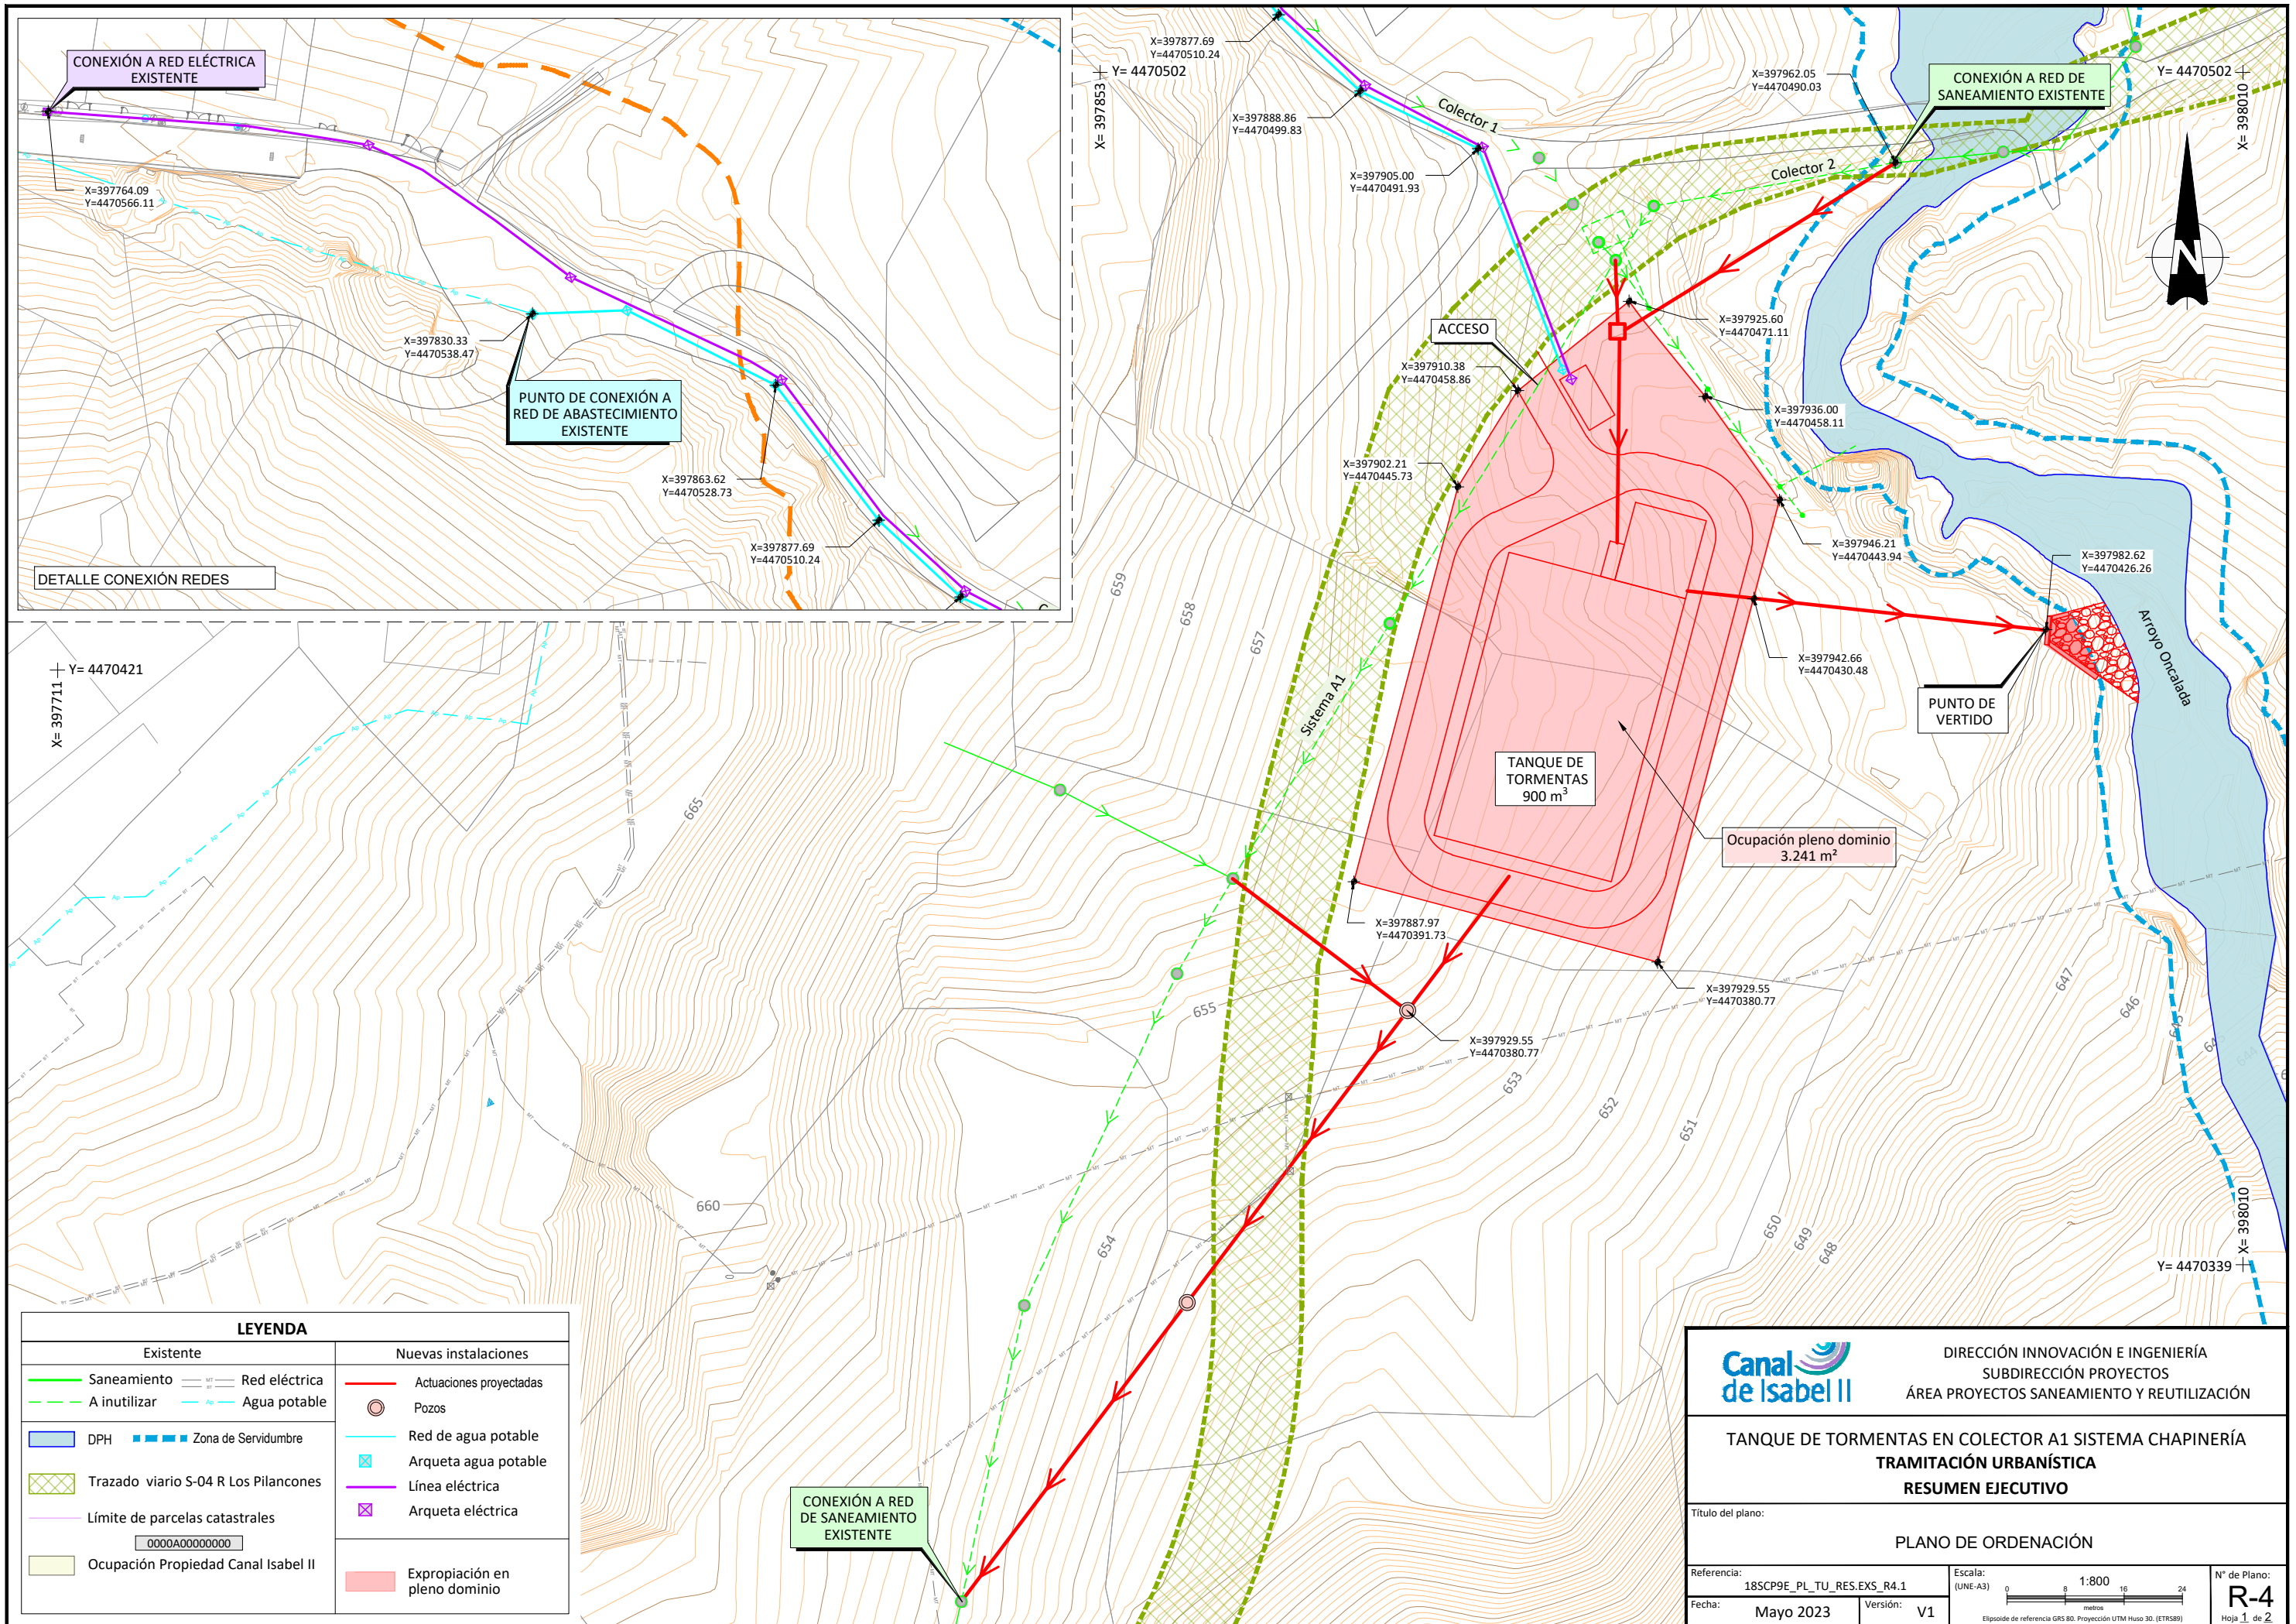 CONEXIÓN A RED ELÉCTRICA
EXISTENTE
X=397764.09
Y=4470566.11
X=397830.33
Y=4470538.47
PUNTO DE CONEXIÓN A
RED DE ABASTECIMIENTO
EXISTENTE
X=397863.62
Y=4470528.73
X=397877.69
Y=4470510.24
DETALLE CONEXIÓN REDES
X=397877.69
Y=4470510.24
Y= 4470502
X= 397853
X=397888.86
Y=4470499.83
Colector 1
X=397905.00
Y=4470491.93
X=397962.05
Y=4470490.03
CONEXIÓN A RED DE
SANEAMIENTO EXISTENTE
Y= 4470502
X= 398010
Colector 2
N
ACCESO
X=397925.60
Y=4470471.11
X=397910.38
Y=4470458.86
X=397936.00
Y=4470458.11
X=397902.21
Y=4470445.73
X=397946.21
Y=4470443.94
X=397982.62
Y=4470426.26
X=397942.66
Y=4470430.48
PUNTO DE
VERTIDO
Arroyo Oncalada
659
658
657
Sistema A1
TANQUE DE
TORMENTAS
900 m³
Ocupación pleno dominio
3.241 m²
Y= 4470421
X= 397711
665
X=397887.97
Y=4470391.73
X=397929.55
Y=4470380.77
X=397929.55
Y=4470380.77
655
653
652
651
650
649
648
647
646
645
644
660
654
X= 398010
Y= 4470339
CONEXIÓN A RED
DE SANEAMIENTO
EXISTENTE
LEYENDA
Existente
Nuevas instalaciones
Saneamiento
Red eléctrica
A inutilizar
Agua potable
DPH
Zona de Servidumbre
Trazado viario S-04 R Los Pilancones
Límite de parcelas catastrales
0000A00000000
Ocupación Propiedad Canal Isabel II
Actuaciones proyectadas
Pozos
Red de agua potable
Arqueta agua potable
Línea eléctrica
Arqueta eléctrica
Expropiación en
pleno dominio
Canal
de Isabel II
DIRECCIÓN INNOVACIÓN E INGENIERÍA
SUBDIRECCIÓN PROYECTOS
ÁREA PROYECTOS SANEAMIENTO Y REUTILIZACIÓN
TANQUE DE TORMENTAS EN COLECTOR A1 SISTEMA CHAPINERÍA
TRAMITACIÓN URBANÍSTICA
RESUMEN EJECUTIVO
Título del plano:
PLANO DE ORDENACIÓN
Referencia:
18SCP9E_PL_TU_RES.EXS_R4.1
Fecha:
Mayo 2023
Versión:
V1
Escala:
(UNE-A3)
1:800
0 8 16 24
metros
Elipsoide de referencia GRS 80. Proyección UTM Huso 30. (ETRS89)
N° de Plano:
R-4
Hoja 1 de 2